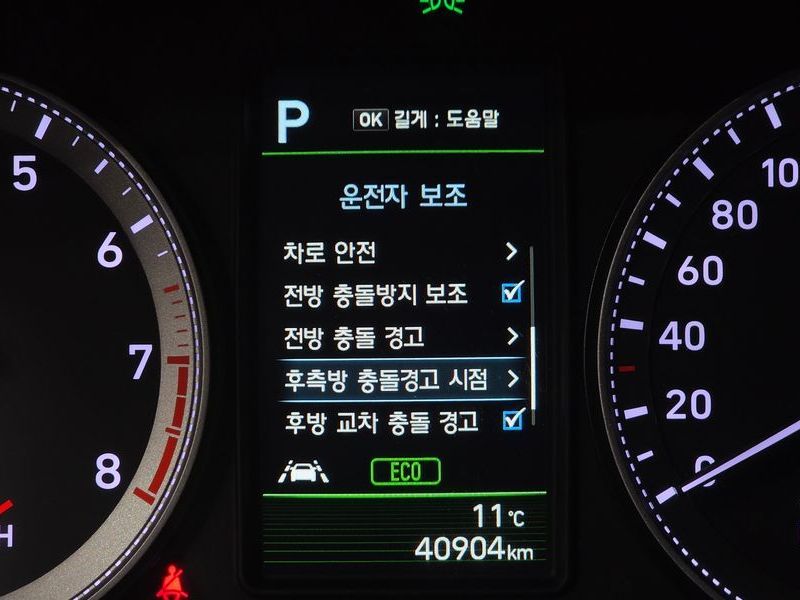 P OK 길게 : 도움말
운전자 보조
차로 안전
전방 충돌방지 보조
전방 충돌 경고
후측방 충돌경고 시점
후방 교차 충돌 경고
ECO
11℃
40904km
5
6
7
8
H
10
80
60
40
20
0